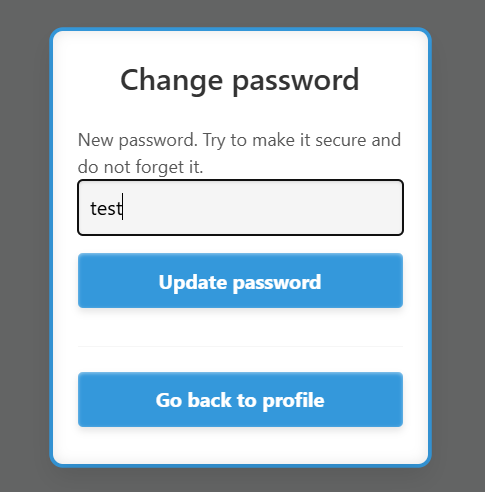 Change password
New password. Try to make it secure and
do not forget it.
test
Update password
Go back to profile